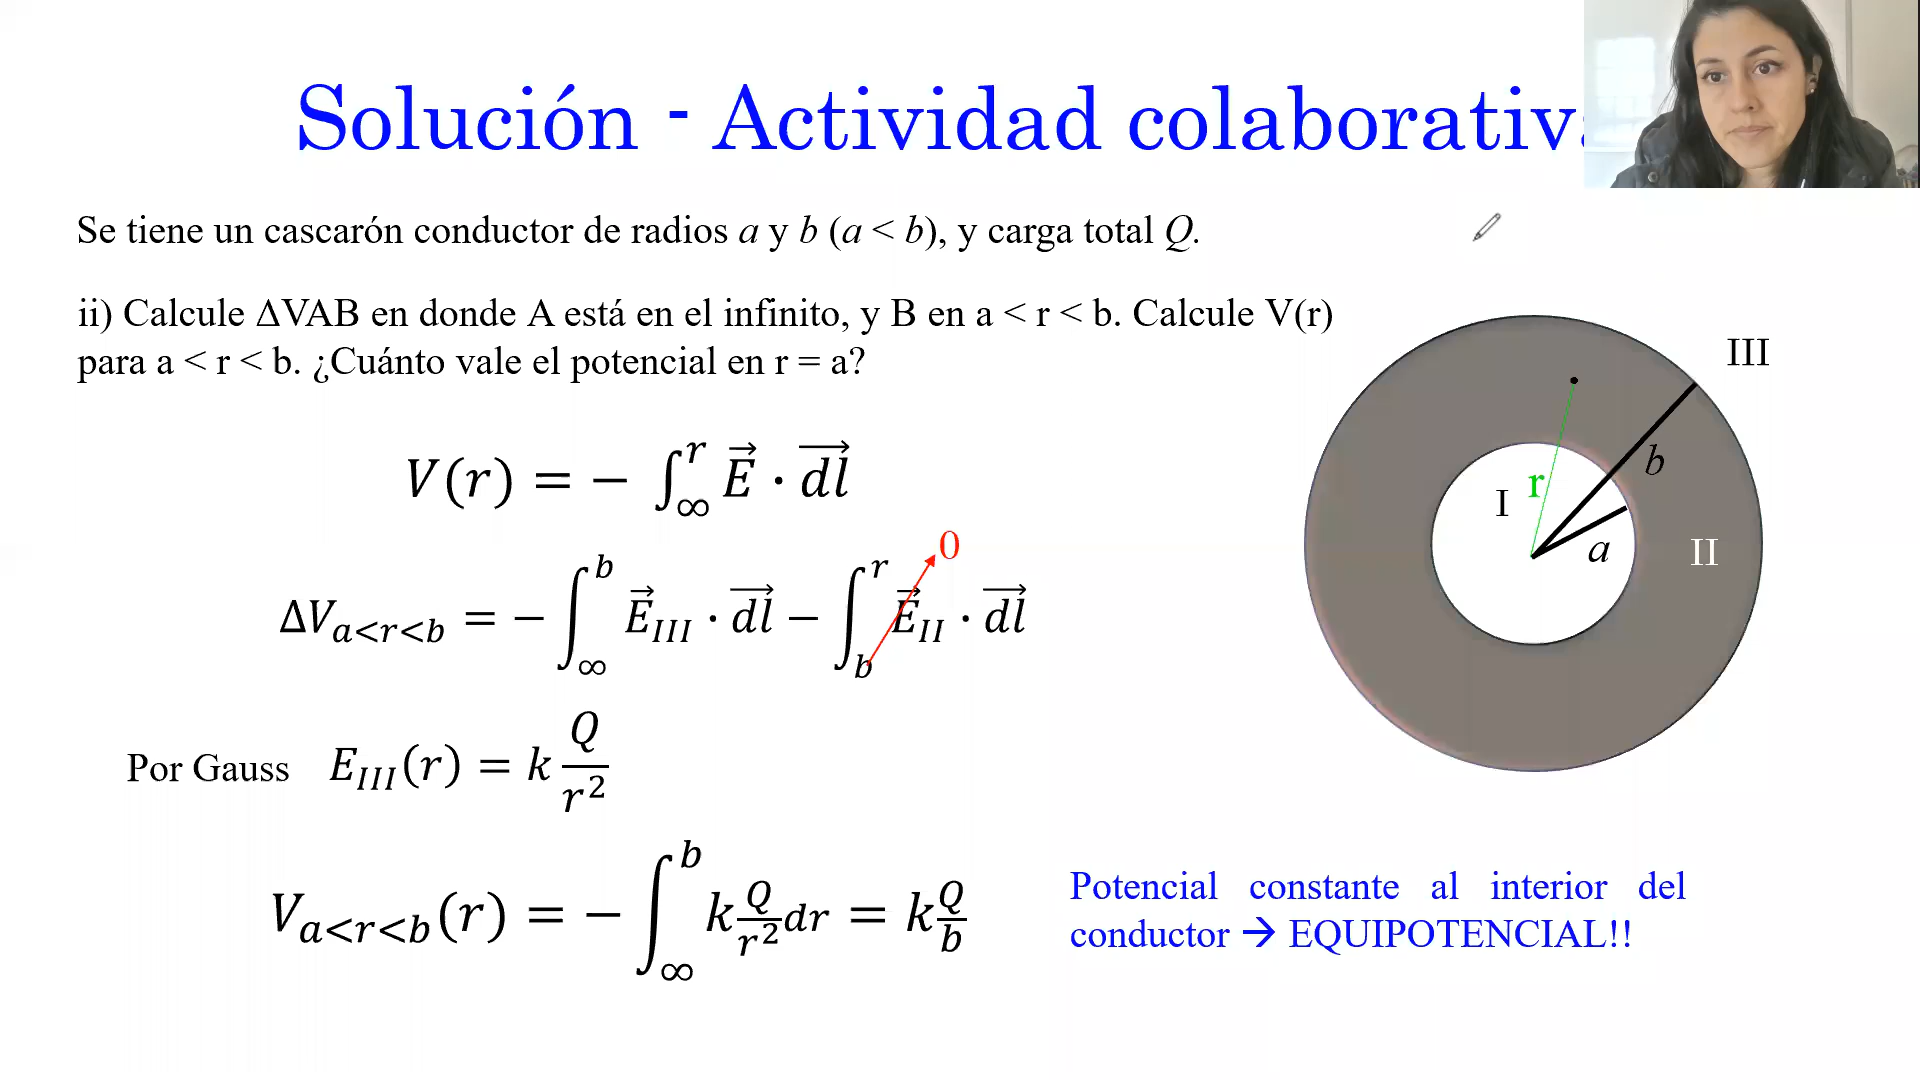 Solución - Actividad colaborativ
Se tiene un cascarón conductor de radios a y b (a < b), y carga total Q.
ii) Calcule ΔVAB en donde A está en el infinito, y B en a < r < b. Calcule V(r)
para a < r < b. ¿Cuánto vale el potencial en r = a?
V(r) = − ∫_∞^r E⃗ · dl⃗
ΔV_{a<r<b} = − ∫_∞^b E⃗_{III} · dl⃗ − ∫_b^r E⃗_{II} · dl⃗
0
Por Gauss E_{III}(r) = k Q/r²
V_{a<r<b}(r) = − ∫_∞^b k Q/r² dr = k Q/b
III
b
r
I
a
II
Potencial constante al interior del
conductor → EQUIPOTENCIAL!!